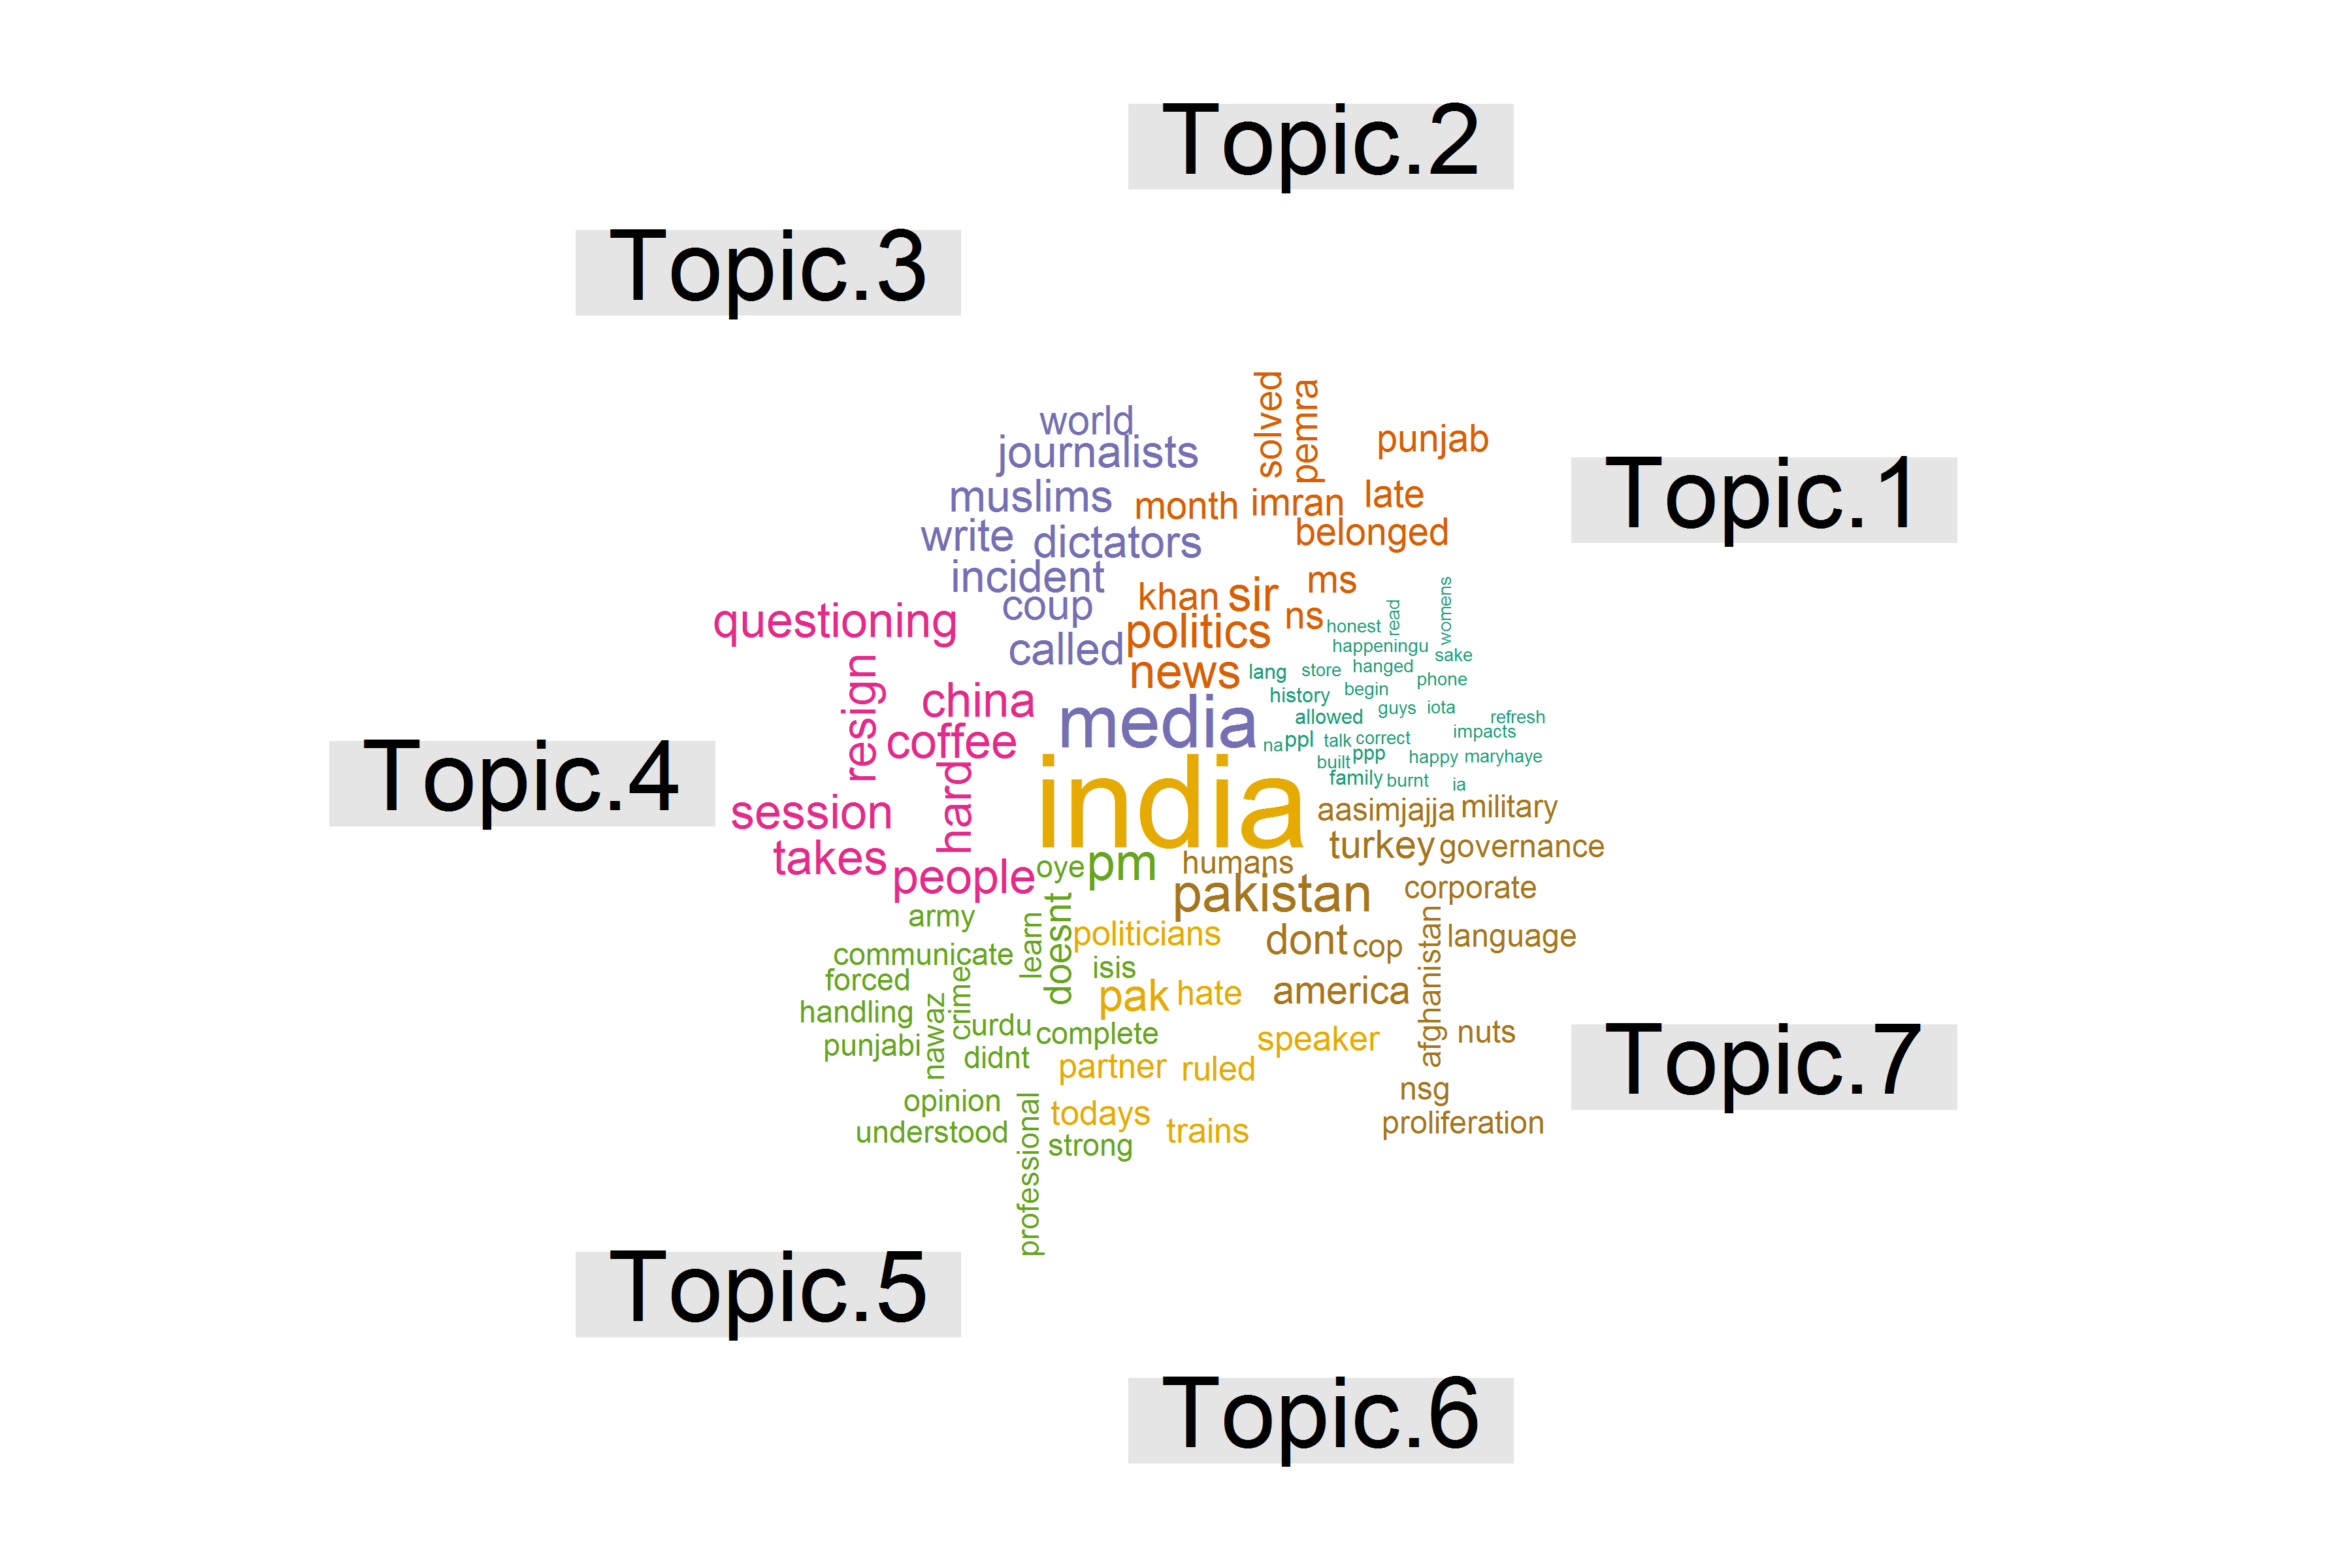 Topic.2
Topic.3
solved
pemra
world
punjab
journalists
Topic.1
muslims
month imran late
write dictators belonged
incident
khan sir ms
coup
questioning
ns
honest read womens
called politics
happeningu
sake
resign
news lang store hanged
phone
china
history begin
media
allowed guys iota
refresh
coffee
na ppl talk correct
impacts
built ppp happy maryhaye
Topic.4
hard
india
family burnt ia
session
aasimjajja military
takes
turkey governance
people oye pm humans
pakistan corporate
army
learn
doesnt
politicians
dont cop
afghanistan
language
communicate
isis
forced
crime
pak hate
america
handling
nawaz
urdu complete
speaker
nuts
punjabi
didnt
partner ruled
Topic.7
nsg
opinion
professional
todays
trains
proliferation
understood
strong
Topic.5
Topic.6